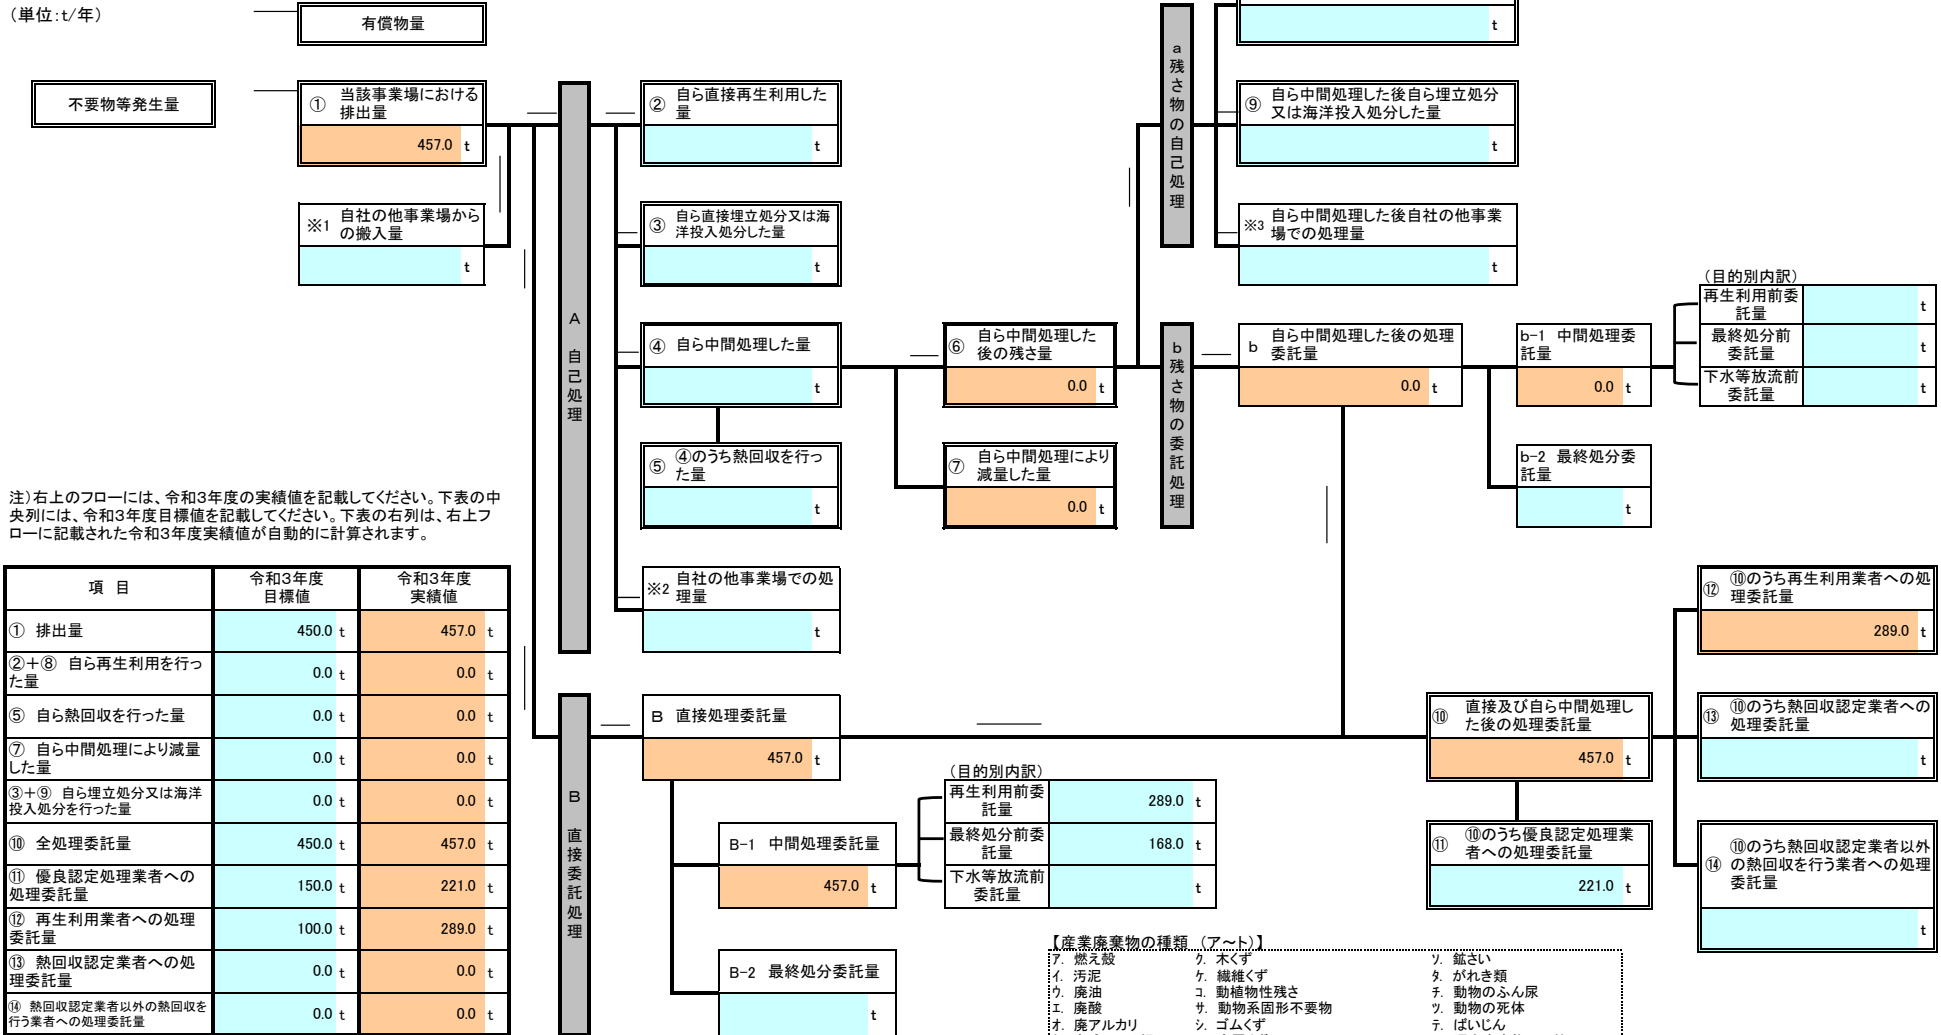 (単位:t/年)
有償物量
不要物等発生量
① 当該事業場における
排出量
457.0 t
※1 自社の他事業場から
の搬入量
t
A 自己処理
② 自ら直接再生利用した
量
t
③ 自ら直接埋立処分又は海
洋投入処分した量
t
④ 自ら中間処理した量
t
⑤ ④のうち熱回収を行っ
た量
t
※2 自社の他事業場での処
理量
t
⑥ 自ら中間処理した
後の残さ量
0.0 t
⑦ 自ら中間処理により
減量した量
0.0 t
a 残さ物の自己処理
t
⑨ 自ら中間処理した後自ら埋立処分
又は海洋投入処分した量
t
※3 自ら中間処理した後自社の他事業
場での処理量
t
b 残さ物の委託処理
b 自ら中間処理した後の処理
委託量
0.0 t
b-1 中間処理委
託量
0.0 t
b-2 最終処分委
託量
t
(目的別内訳)
再生利用前委
託量
t
最終処分前
委託量
t
下水等放流前
委託量
t
注)右上のフローには、令和3年度の実績値を記載してください。下表の中
央列には、令和3年度目標値を記載してください。下表の右列は、右上フ
ローに記載された令和3年度実績値が自動的に計算されます。
項 目
令和3年度
目標値
令和3年度
実績値
① 排出量
450.0 t
457.0 t
②+⑧ 自ら再生利用を行っ
た量
0.0 t
0.0 t
⑤ 自ら熱回収を行った量
0.0 t
0.0 t
⑦ 自ら中間処理により減量
した量
0.0 t
0.0 t
③+⑨ 自ら埋立処分又は海洋
投入処分を行った量
0.0 t
0.0 t
⑩ 全処理委託量
450.0 t
457.0 t
⑪ 優良認定処理業者への
処理委託量
150.0 t
221.0 t
⑫ 再生利用業者への処理
委託量
100.0 t
289.0 t
⑬ 熱回収認定業者への処
理委託量
0.0 t
0.0 t
⑭ 熱回収認定業者以外の熱回収を
行う業者への処理委託量
0.0 t
0.0 t
B 直接委託処理
B 直接処理委託量
457.0 t
B-1 中間処理委託量
457.0 t
B-2 最終処分委託量
t
(目的別内訳)
再生利用前委
託量
289.0 t
最終処分前委
託量
168.0 t
下水等放流前
委託量
t
⑩ 直接及び自ら中間処理し
た後の処理委託量
457.0 t
⑪ ⑩のうち優良認定処理業
者への処理委託量
221.0 t
⑫ ⑩のうち再生利用業者への処
理委託量
289.0 t
⑬ ⑩のうち熱回収認定業者への
処理委託量
t
⑭ ⑩のうち熱回収認定業者以外
の熱回収を行う業者への処理
委託量
t
【産業廃棄物の種類 (ア～ト)】
ア. 燃え殻 ク. 木くず ソ. 鉱さい
イ. 汚泥 ケ. 繊維くず タ. がれき類
ウ. 廃油 コ. 動植物性残さ チ. 動物のふん尿
エ. 廃酸 サ. 動物系固形不要物 ツ. 動物の死体
オ. 廃アルカリ シ. ゴムくず テ. ばいじん